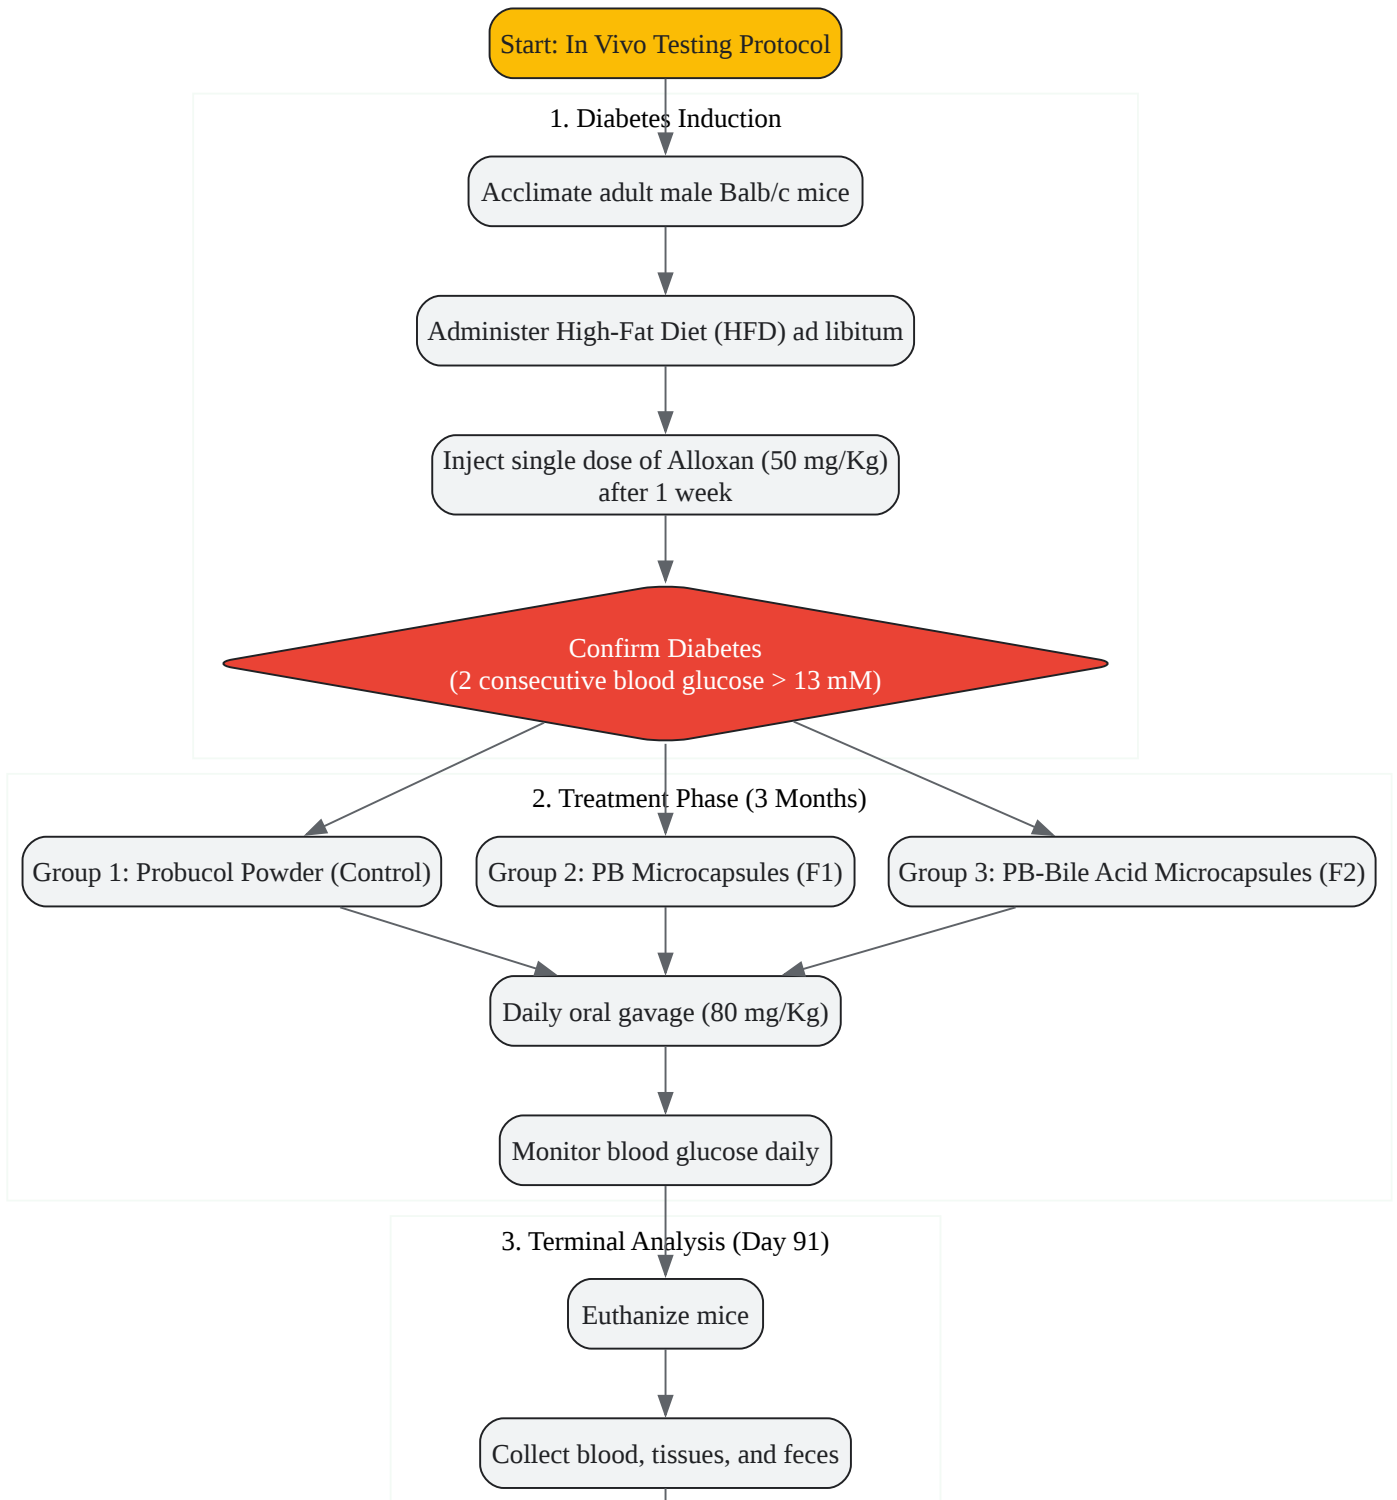 Start: In Vivo Testing Protocol
1. Diabetes Induction
Acclimate adult male Balb/c mice
Administer High-Fat Diet (HFD) ad libitum
Inject single dose of Alloxan (50 mg/Kg)
after 1 week
Confirm Diabetes
(2 consecutive blood glucose > 13 mM)
2. Treatment Phase (3 Months)
Group 1: Probucol Powder (Control)
Group 2: PB Microcapsules (F1)
Group 3: PB-Bile Acid Microcapsules (F2)
Daily oral gavage (80 mg/Kg)
Monitor blood glucose daily
3. Terminal Analysis (Day 91)
Euthanize mice
Collect blood, tissues, and feces